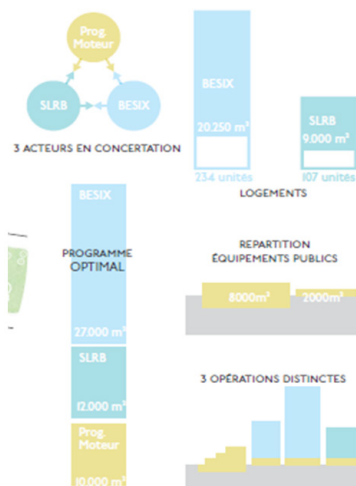 Prog.
Moteur
SLRB
BESIX
3 ACTEURS EN CONCERTATION
BESIX
20.250 m²
234 unités
SLRB
9.000 m²
107 unités
LOGEMENTS
BESIX
PROGRAMME
OPTIMAL
27.000 m²
SLRB
12.000 m²
Prog.
Moteur
10.000 m²
REPARTITION
ÉQUIPEMENTS PUBLICS
8000m²
2000m²
3 OPÉRATIONS DISTINCTES